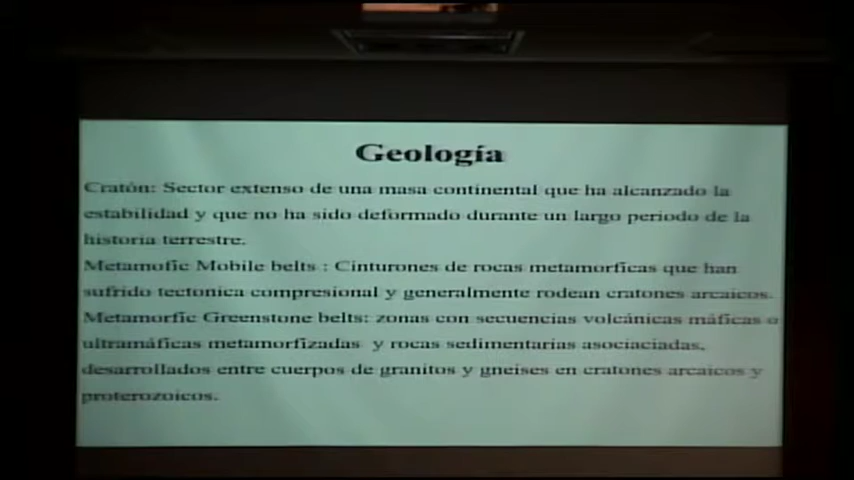 Geología
Cratón: Sector extenso de una masa continental que ha alcanzado la
estabilidad y que no ha sido deformado durante un largo periodo de la
historia terrestre.
Metamofic Mobile belts : Cinturones de rocas metamorficas que han
sufrido tectonica compresional y generalmente rodean cratones arcaicos.
Metamorfic Greenstone belts: zonas con secuencias volcánicas máficas o
ultramáficas metamorfizadas y rocas sedimentarias asociaciadas,
desarrollados entre cuerpos de granitos y gneises en cratones arcaicos y
proterozoicos.